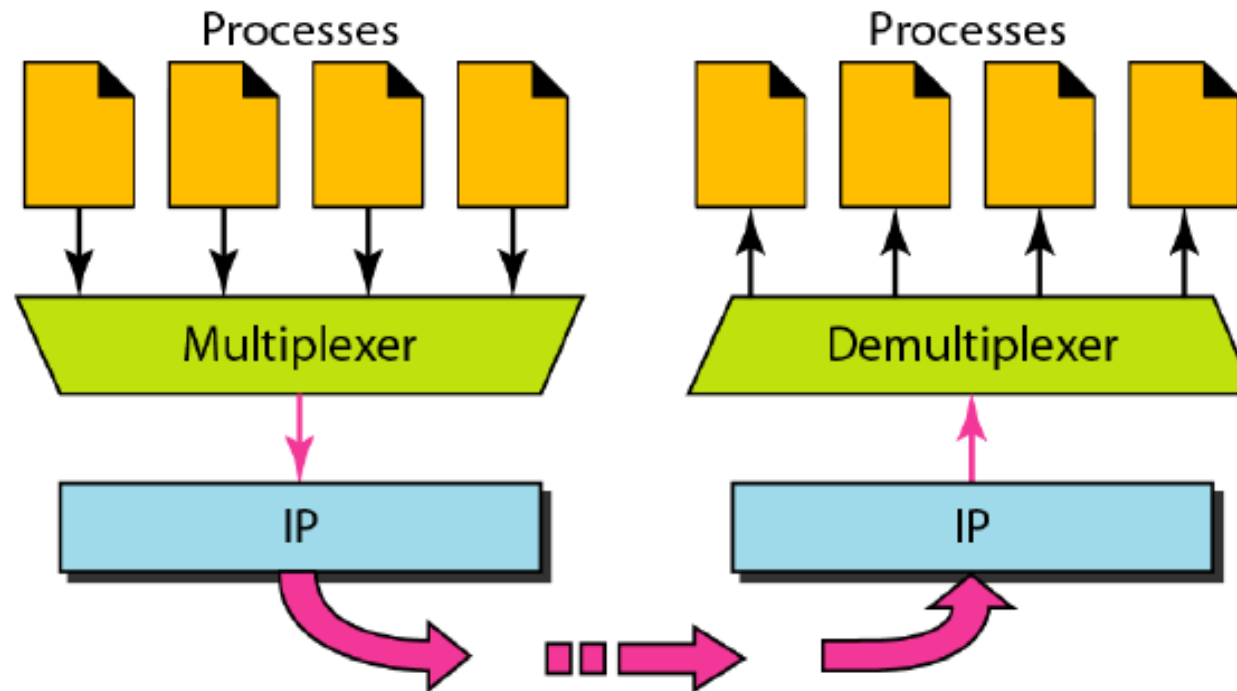 Processes
Processes
Multiplexer
Demultiplexer
IP
IP